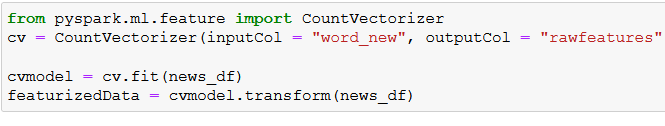 from pyspark.ml.feature import CountVectorizer
cv = CountVectorizer(inputCol = "word_new", outputCol = "rawfeatures"
cvmodel = cv.fit(news_df)
featurizedData = cvmodel.transform(news_df)